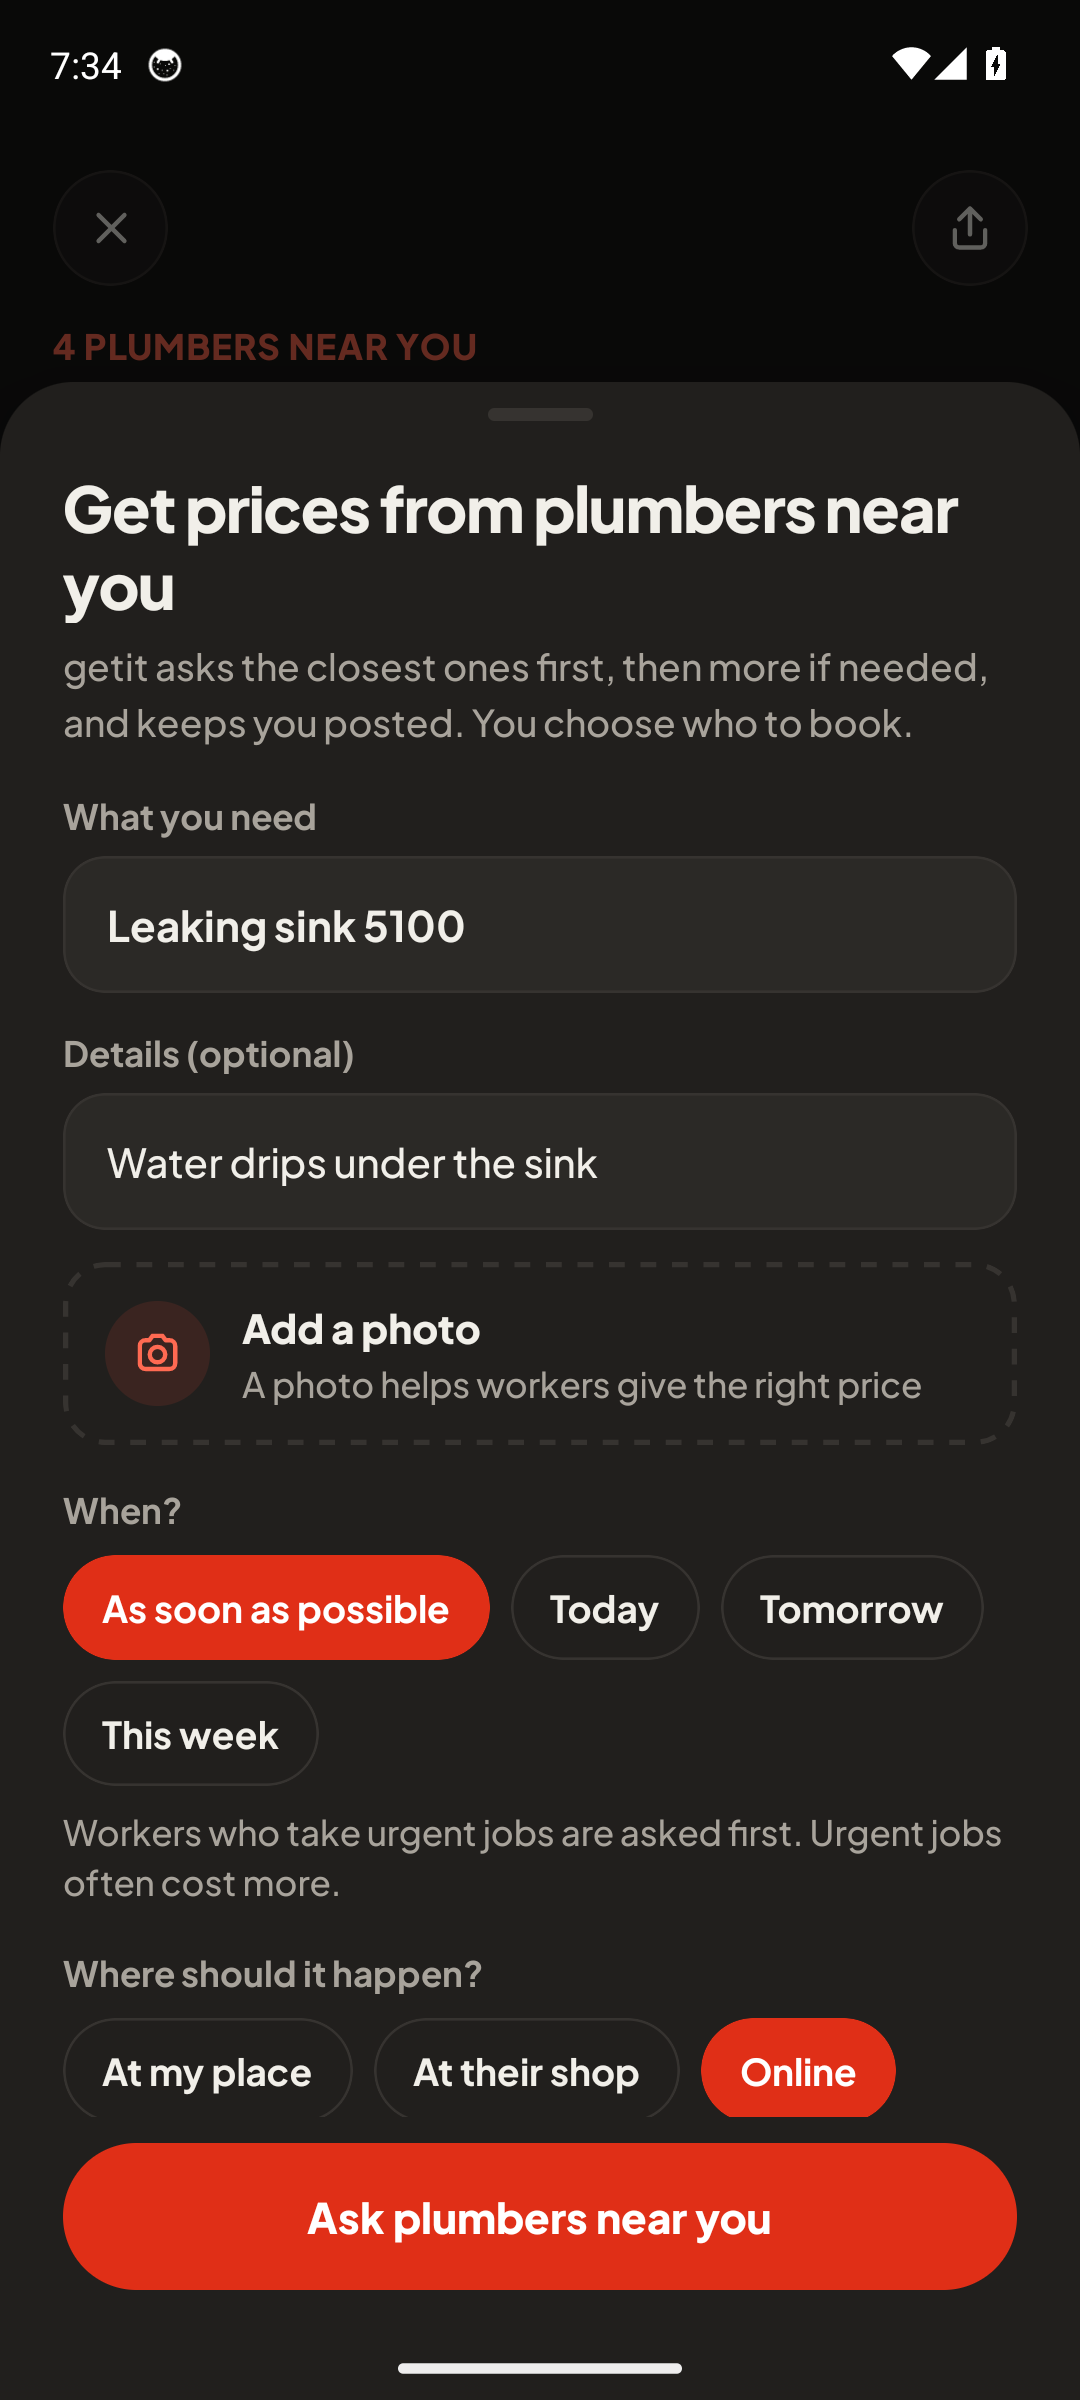 7:34
4 PLUMBERS NEAR YOU
Get prices from plumbers near
you
getit asks the closest ones first, then more if needed,
and keeps you posted. You choose who to book.
What you need
Leaking sink 5100
Details (optional)
Water drips under the sink
Add a photo
A photo helps workers give the right price
When?
As soon as possible
Today
Tomorrow
This week
Workers who take urgent jobs are asked first. Urgent jobs
often cost more.
Where should it happen?
At my place
At their shop
Online
Ask plumbers near you